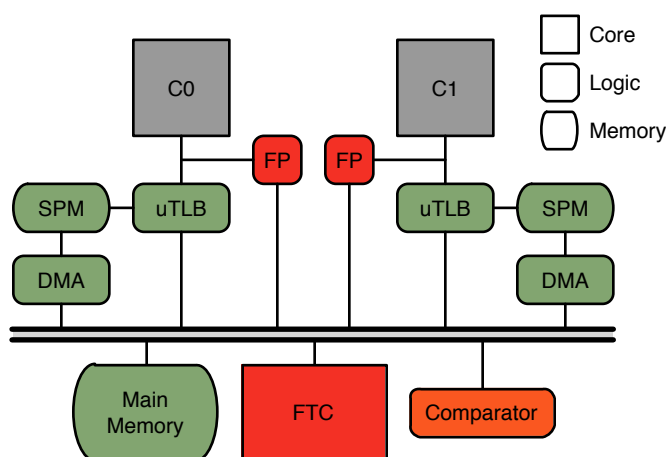 C0
C1
Core
Logic
Memory
FP
FP
SPM
uTLB
uTLB
SPM
DMA
DMA
Main
Memory
FTC
Comparator